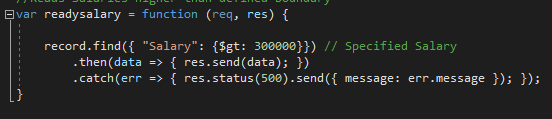 //Reads Salaries higher than defined boundary
var readysalary = function (req, res) {
record.find({ "Salary": {$gt: 300000}}) // Specified Salary
.then(data => { res.send(data); })
.catch(err => { res.status(500).send({ message: err.message }); });
}